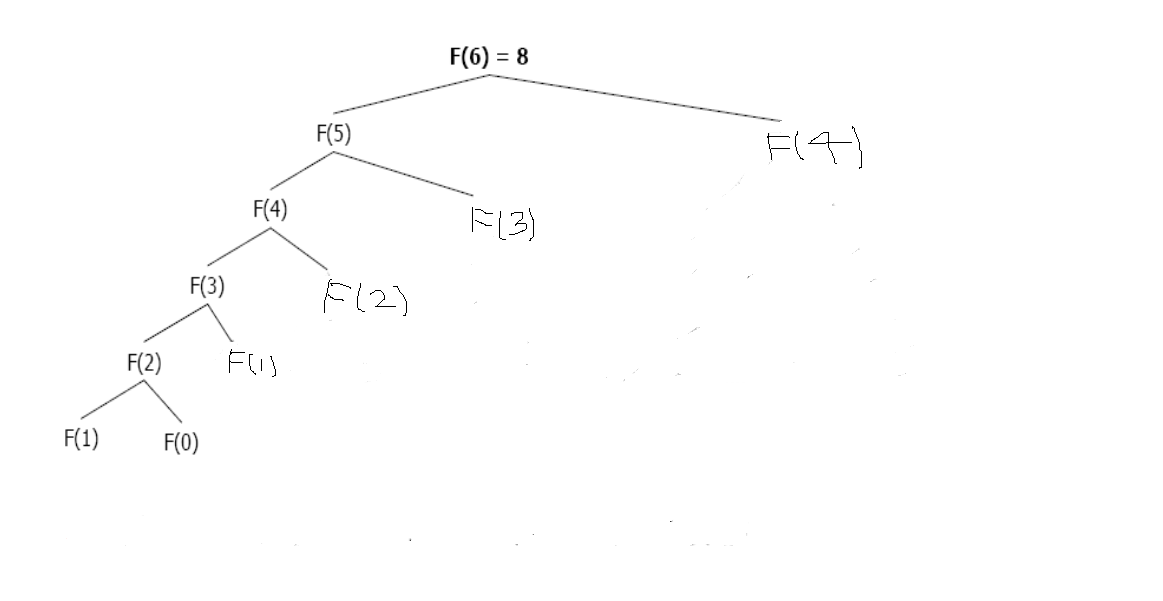 F(6) = 8
F(5)
F(4)
F(4)
F(3)
F(3)
F(2)
F(2)
F(1)
F(1)
F(0)